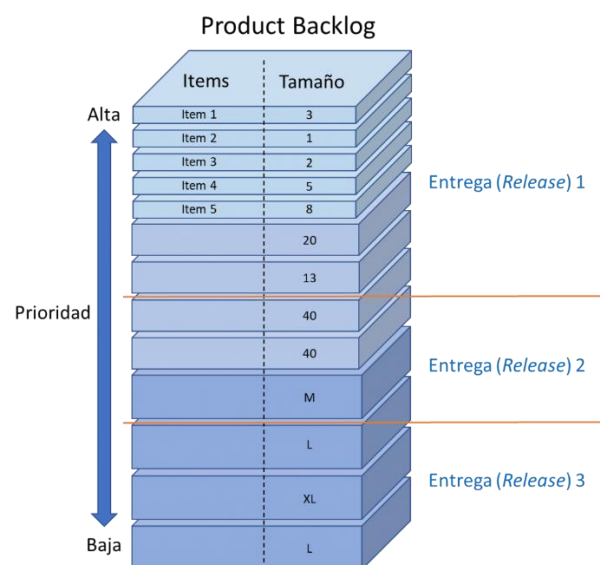 Product Backlog
Items Tamaño
Alta
Item 1 3
Item 2 1
Item 3 2
Item 4 5
Entrega (Release) 1
Item 5 8
20
13
Prioridad
40
40
Entrega (Release) 2
M
L
Entrega (Release) 3
XL
Baja
L